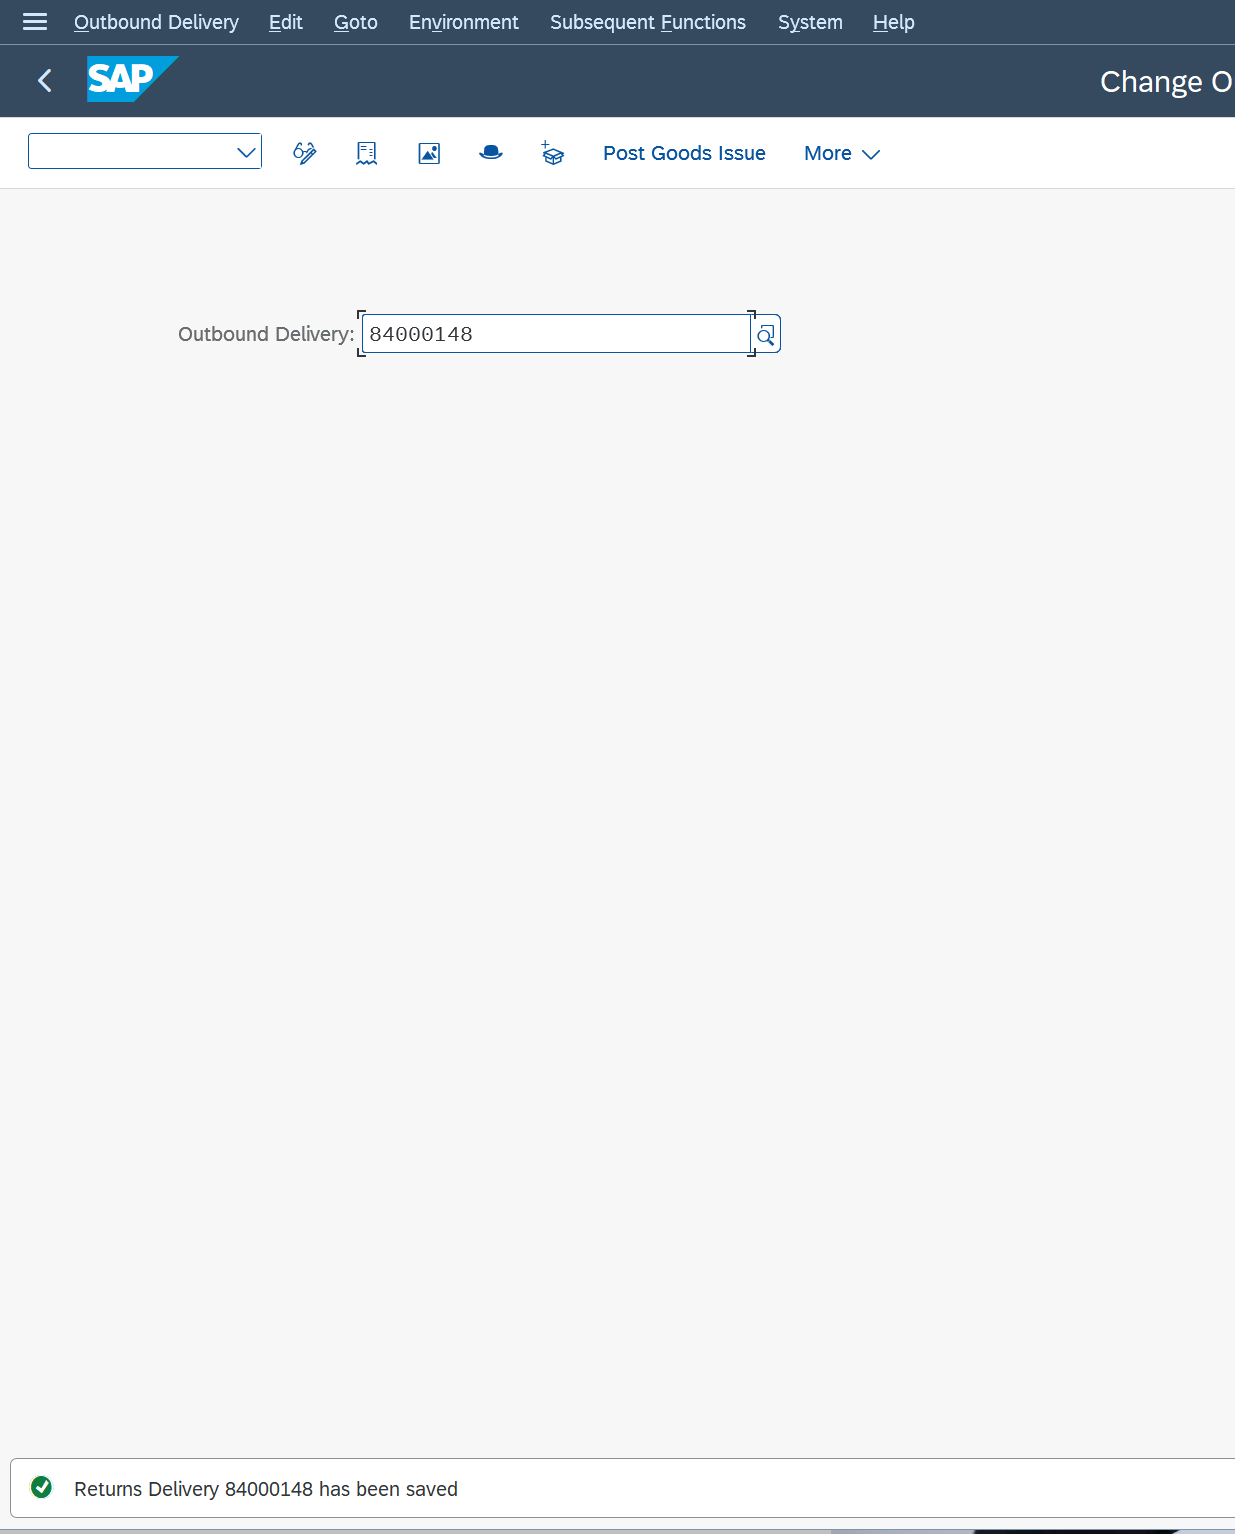 Outbound Delivery Edit Goto Environment Subsequent Functions System Help
SAP Change O
Post Goods Issue More
Outbound Delivery: 84000148
Returns Delivery 84000148 has been saved